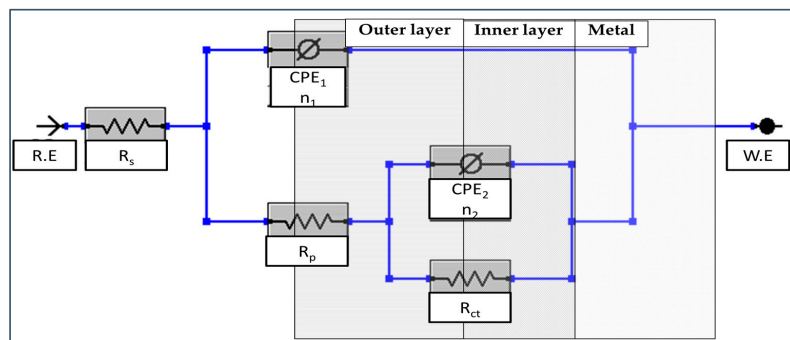 Outer layer
Inner layer
Metal
CPE1
n1
R.E
Rs
CPE2
n2
W.E
Rp
Rct